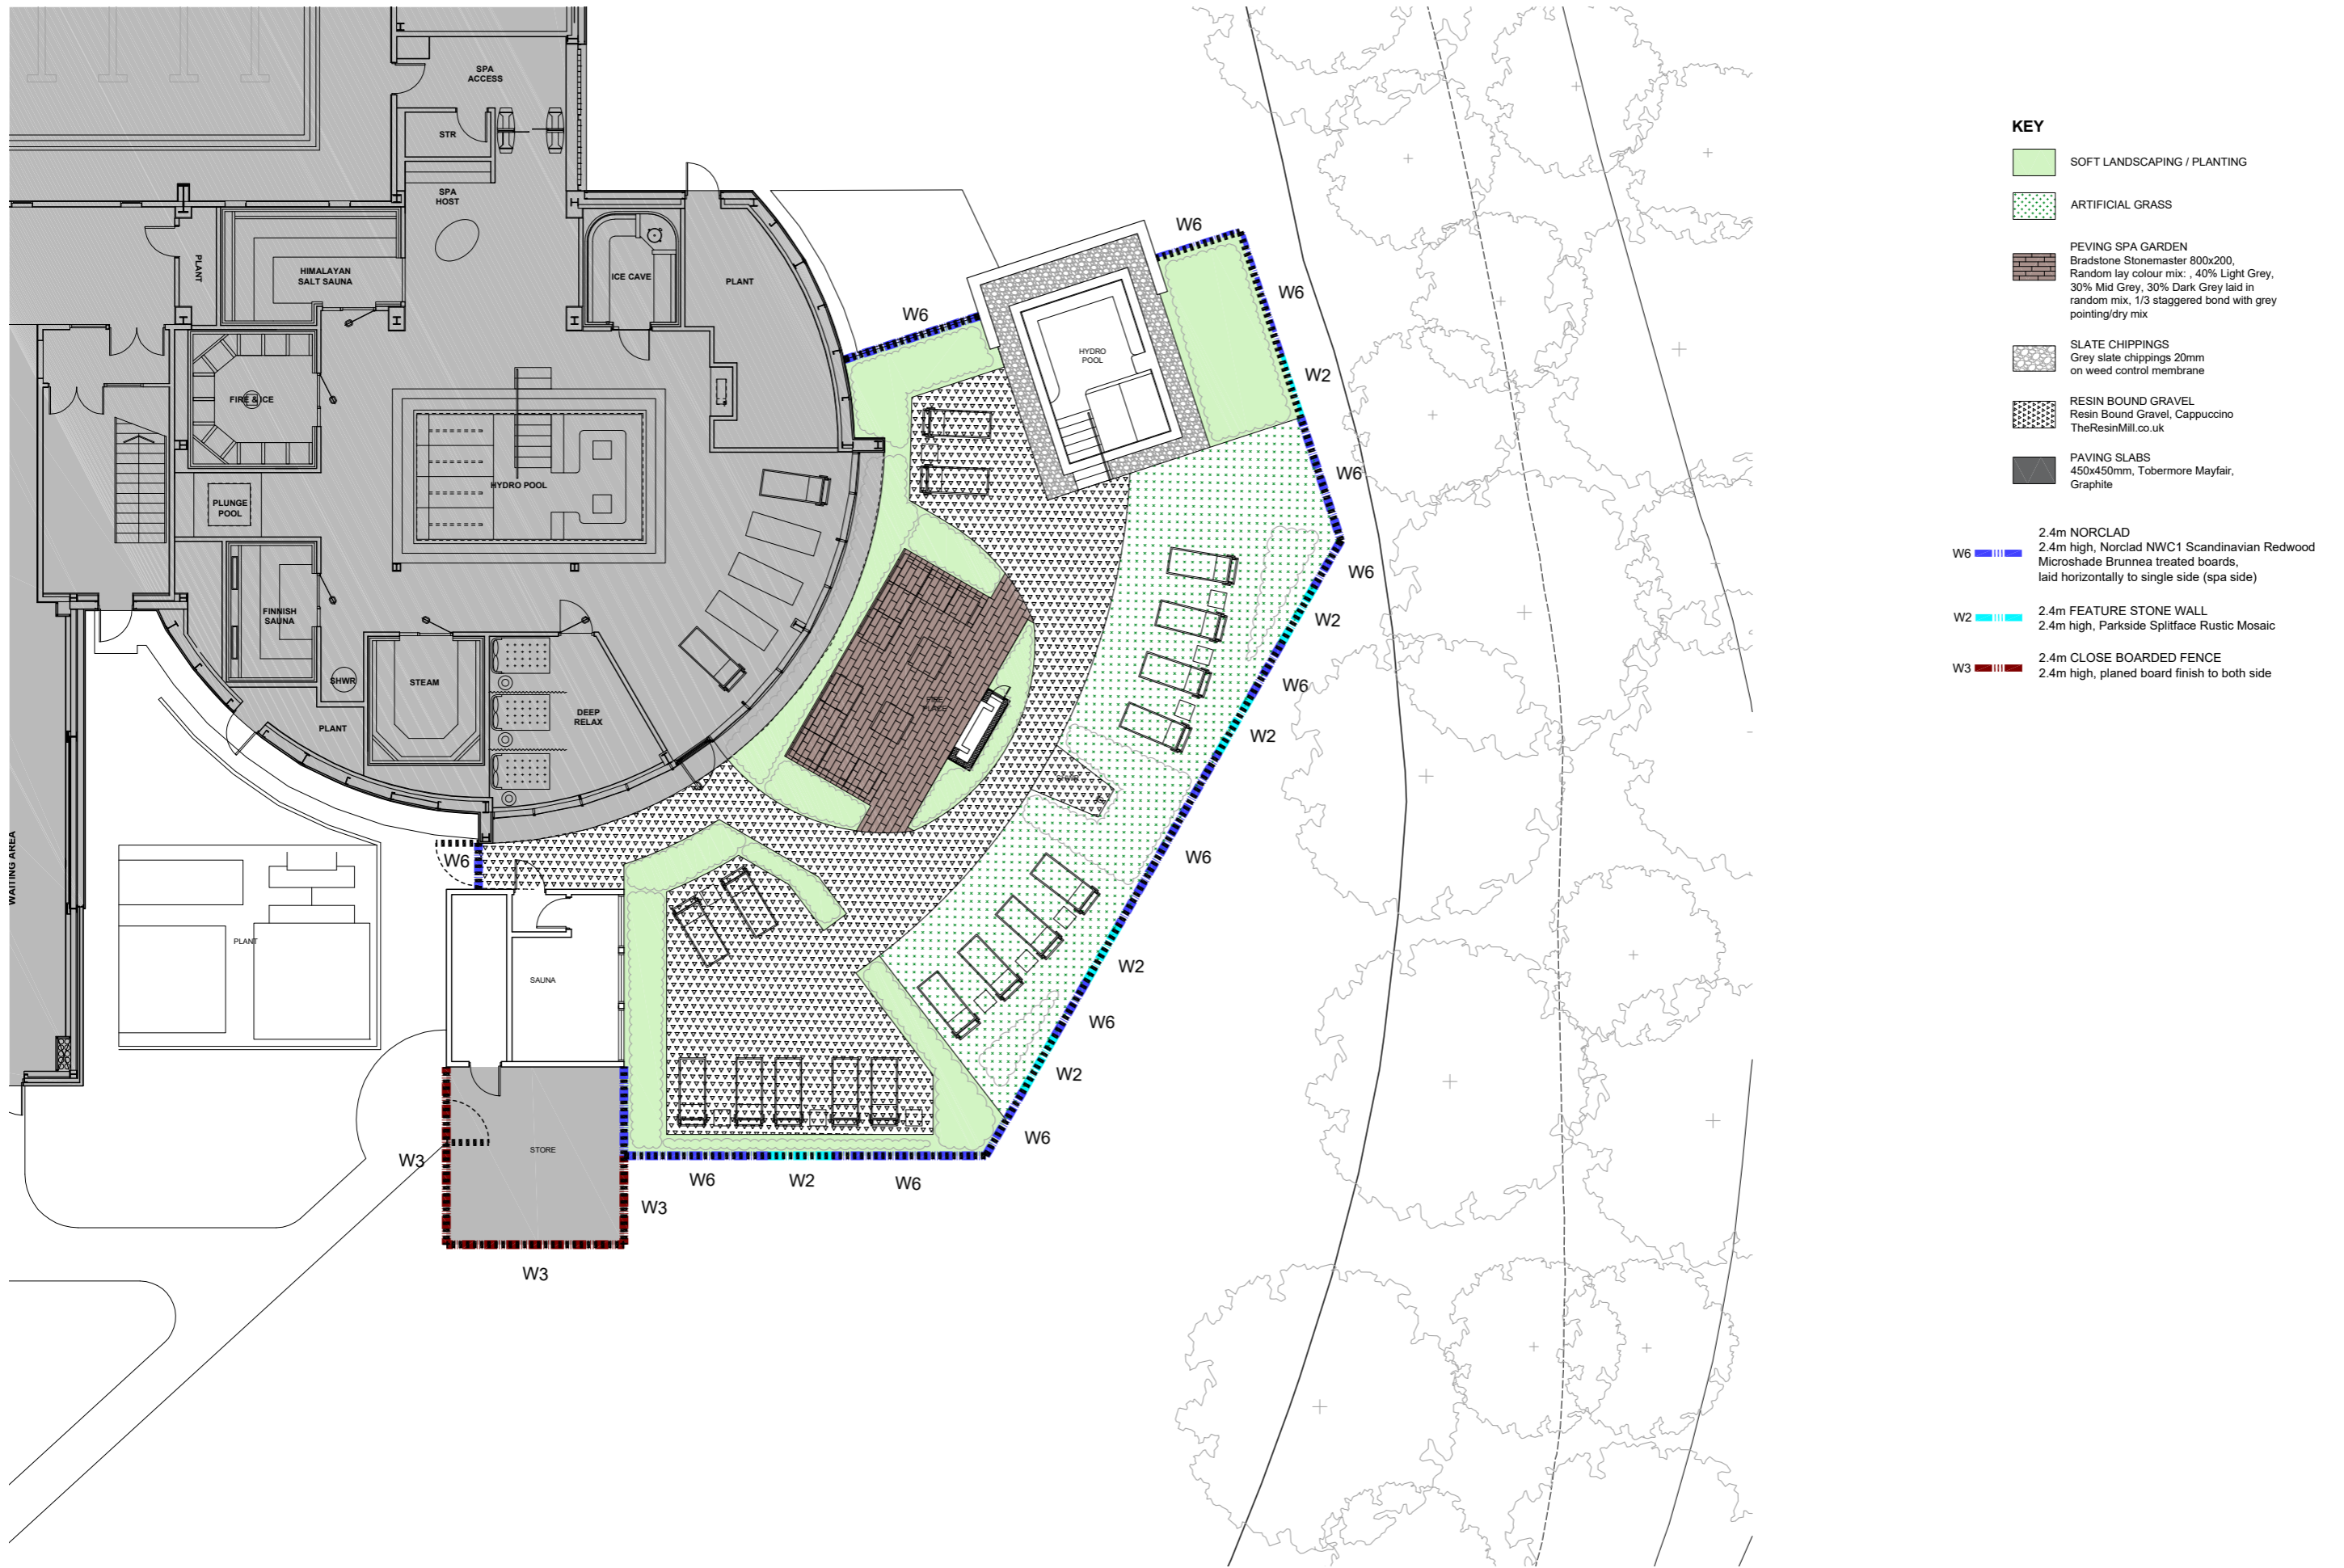 SPA
ACCESS
STR
SPA
HOST
PLANT
HIMALAYAN
SALT SAUNA
ICE CAVE
PLANT
FIRE & ICE
HYDRO POOL
PLUNGE
POOL
FINNISH
SAUNA
SHWR
STEAM
DEEP
RELAX
PLANT
WAITING AREA
PLANT
SAUNA
STORE
HYDRO
POOL
FIRE
PLACE
W6
W6
W6
W2
W6
W6
W2
W6
W2
W6
W6
W2
W6
W2
W6
W6
W2
W6
W3
W3
W3
KEY
SOFT LANDSCAPING / PLANTING
ARTIFICIAL GRASS
PEVING SPA GARDEN
Bradstone Stonemaster 800x200,
Random lay colour mix: , 40% Light Grey,
30% Mid Grey, 30% Dark Grey laid in
random mix, 1/3 staggered bond with grey
pointing/dry mix
SLATE CHIPPINGS
Grey slate chippings 20mm
on weed control membrane
RESIN BOUND GRAVEL
Resin Bound Gravel, Cappuccino
TheResinMill.co.uk
PAVING SLABS
450x450mm, Tobermore Mayfair,
Graphite
W6
2.4m NORCLAD
2.4m high, Norclad NWC1 Scandinavian Redwood
Microshade Brunnea treated boards,
laid horizontally to single side (spa side)
W2
2.4m FEATURE STONE WALL
2.4m high, Parkside Splitface Rustic Mosaic
W3
2.4m CLOSE BOARDED FENCE
2.4m high, planed board finish to both side